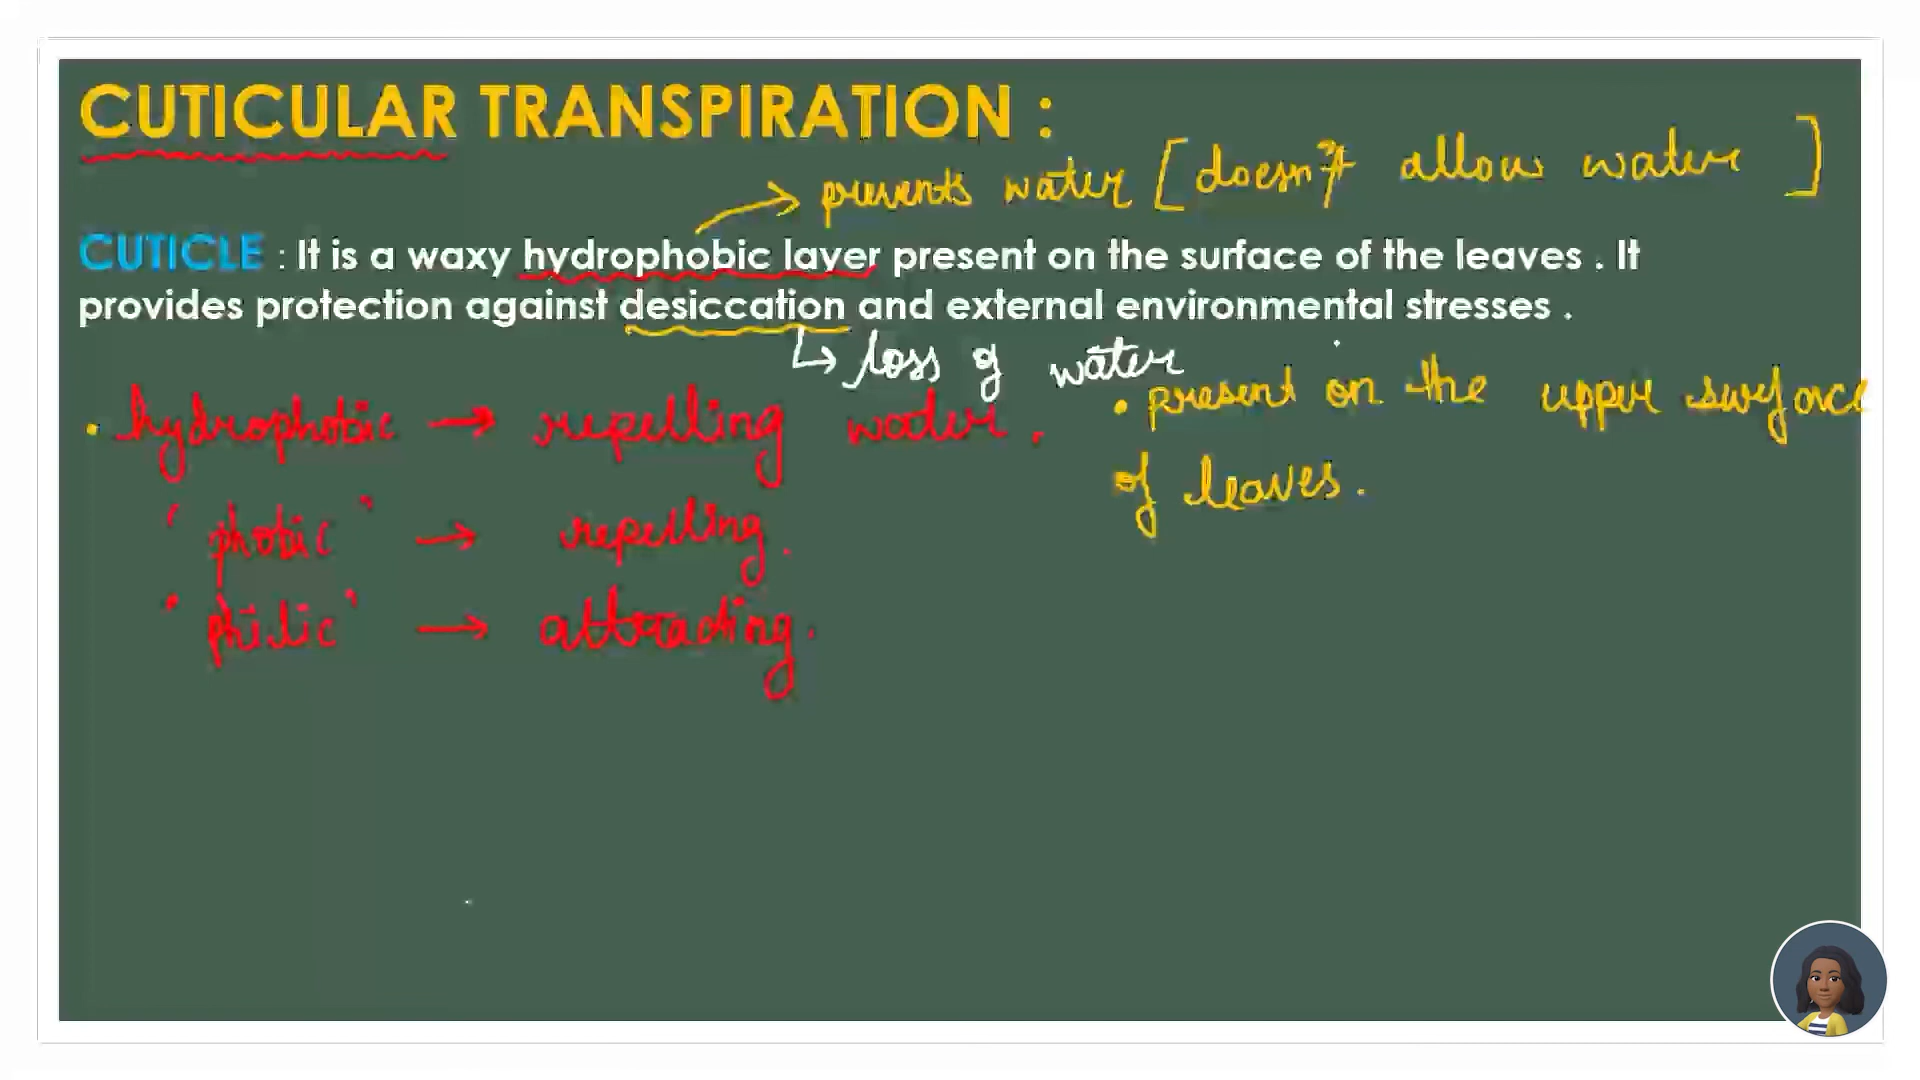 CUTICULAR TRANSPIRATION :
prevents water [doesn't allow water]
CUTICLE : It is a waxy hydrophobic layer present on the surface of the leaves . It
provides protection against desiccation and external environmental stresses .
loss of water
• hydrophobic → repelling water.
'phobic' → repelling.
'philic' → attracting.
• present on the upper surface
of leaves.